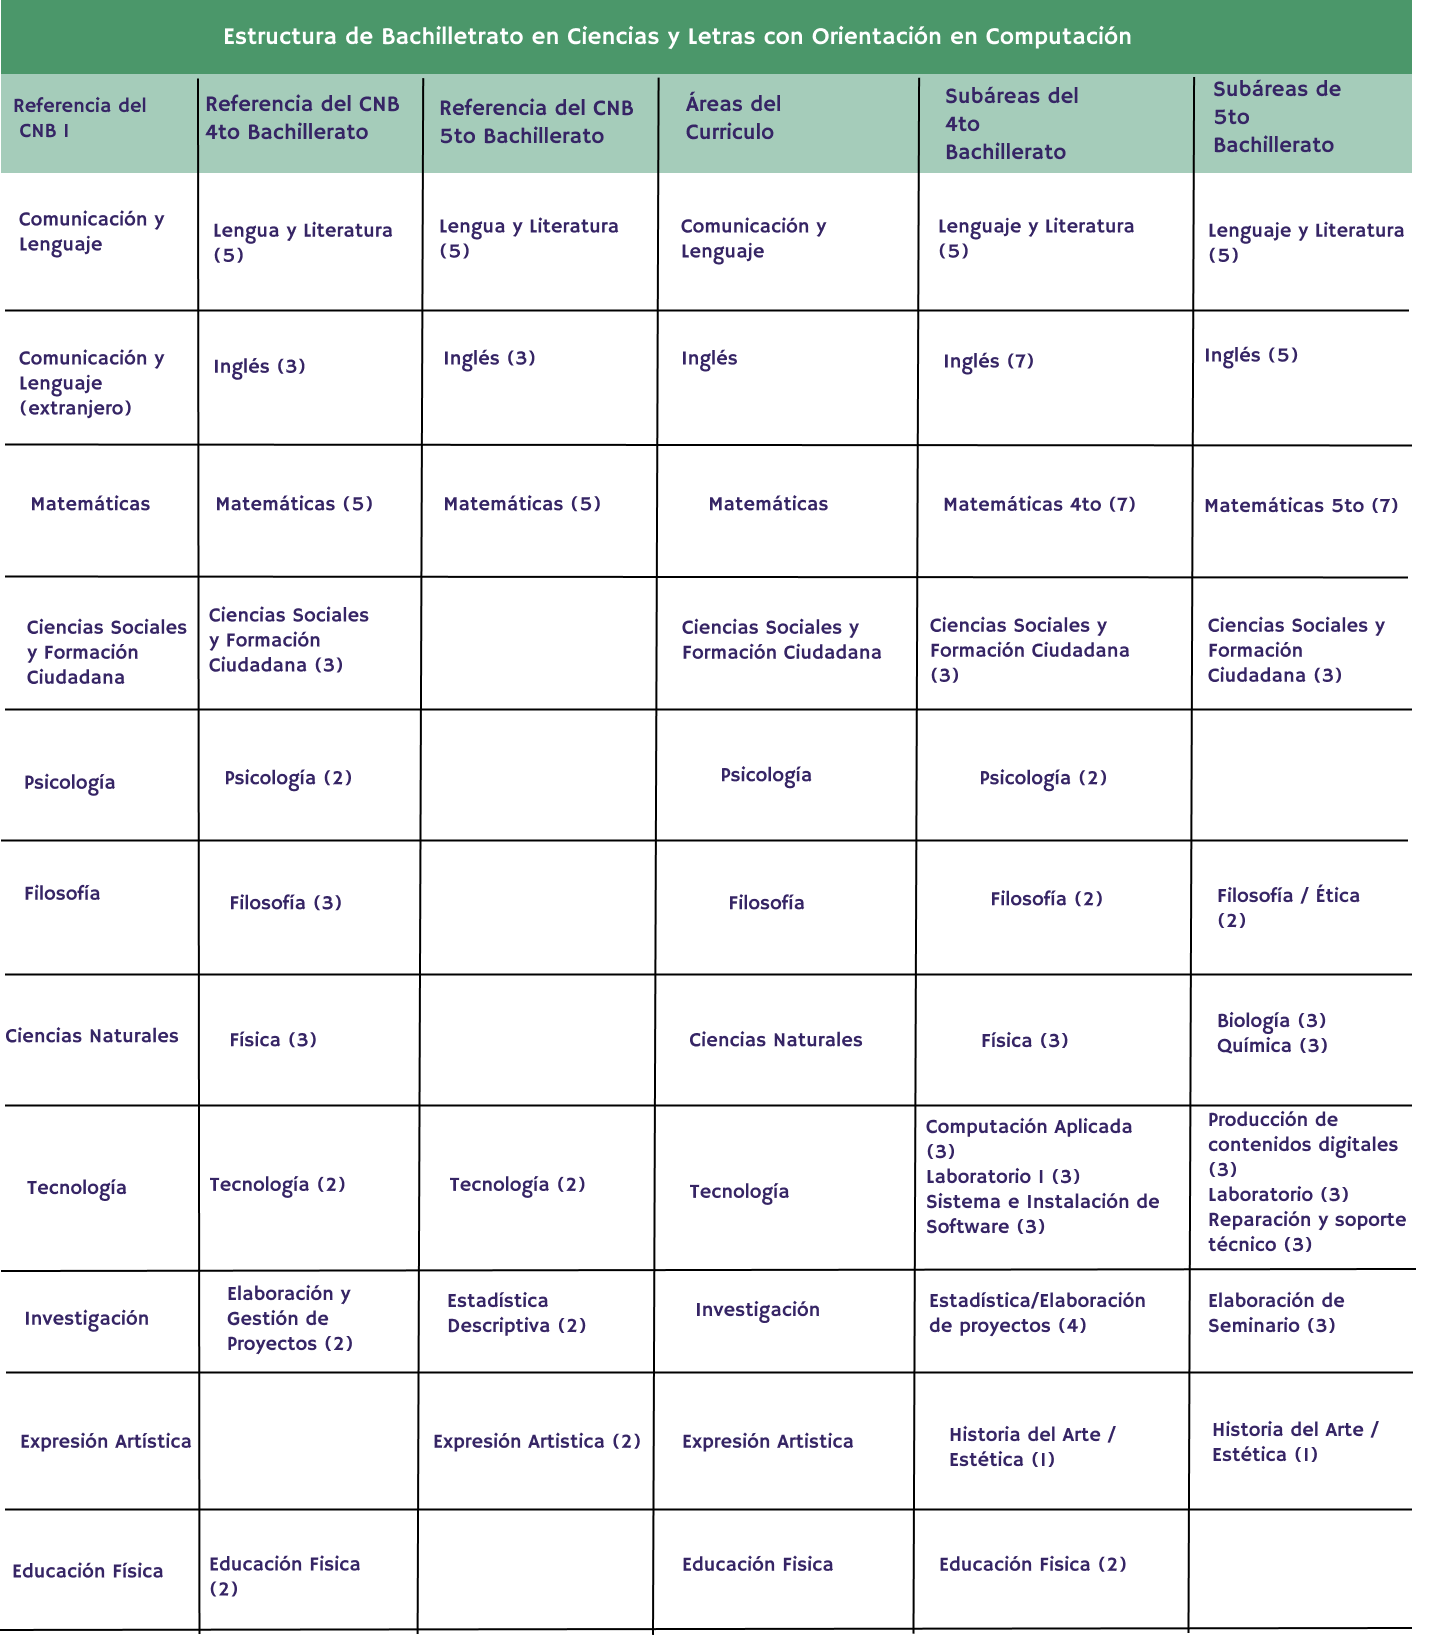 Estructura de Bachilletrato en Ciencias y Letras con Orientación en Computación
Referencia del
CNB I
Referencia del CNB
4to Bachillerato
Referencia del CNB
5to Bachillerato
Áreas del
Curriculo
Subáreas del
4to
Bachillerato
Subáreas de
5to
Bachillerato
Comunicación y
Lenguaje
Lengua y Literatura
(5)
Lengua y Literatura
(5)
Comunicación y
Lenguaje
Lenguaje y Literatura
(5)
Lenguaje y Literatura
(5)
Comunicación y
Lenguaje
(extranjero)
Inglés (3)
Inglés (3)
Inglés
Inglés (7)
Inglés (5)
Matemáticas
Matemáticas (5)
Matemáticas (5)
Matemáticas
Matemáticas 4to (7)
Matemáticas 5to (7)
Ciencias Sociales
y Formación
Ciudadana
Ciencias Sociales
y Formación
Ciudadana (3)
Ciencias Sociales y
Formación Ciudadana
Ciencias Sociales y
Formación Ciudadana
(3)
Ciencias Sociales y
Formación
Ciudadana (3)
Psicología
Psicología (2)
Psicología
Psicología (2)
Filosofía
Filosofía (3)
Filosofía
Filosofía (2)
Filosofía / Ética
(2)
Ciencias Naturales
Física (3)
Ciencias Naturales
Física (3)
Biología (3)
Química (3)
Tecnología
Tecnología (2)
Tecnología (2)
Tecnología
Computación Aplicada
(3)
Laboratorio I (3)
Sistema e Instalación de
Software (3)
Producción de
contenidos digitales
(3)
Laboratorio (3)
Reparación y soporte
técnico (3)
Investigación
Elaboración y
Gestión de
Proyectos (2)
Estadística
Descriptiva (2)
Investigación
Estadística/Elaboración
de proyectos (4)
Elaboración de
Seminario (3)
Expresión Artística
Expresión Artistica (2)
Expresión Artistica
Historia del Arte /
Estética (1)
Historia del Arte /
Estética (1)
Educación Física
Educación Fisica
(2)
Educación Fisica
Educación Fisica (2)